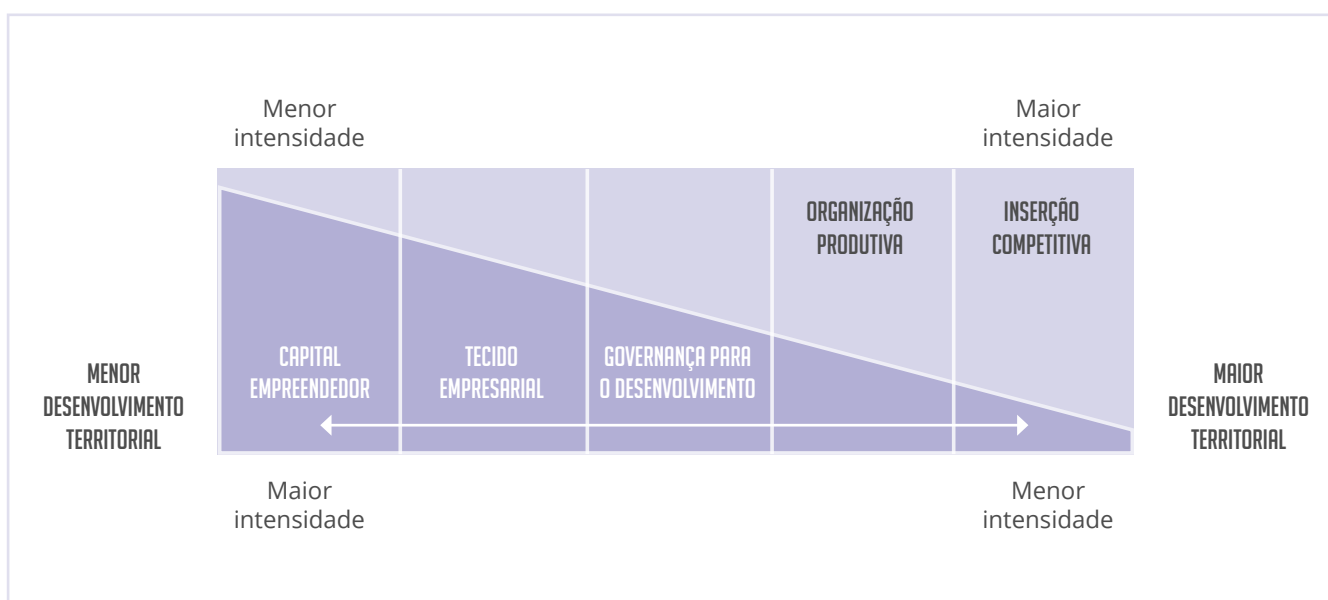 Menor
intensidade
Maior
intensidade
ORGANIZAÇÃO
PRODUTIVA
INSERÇÃO
COMPETITIVA
MENOR
DESENVOLVIMENTO
TERRITORIAL
CAPITAL
EMPREENDEDOR
TECIDO
EMPRESARIAL
GOVERNANÇA PARA
O DESENVOLVIMENTO
MAIOR
DESENVOLVIMENTO
TERRITORIAL
Maior
intensidade
Menor
intensidade